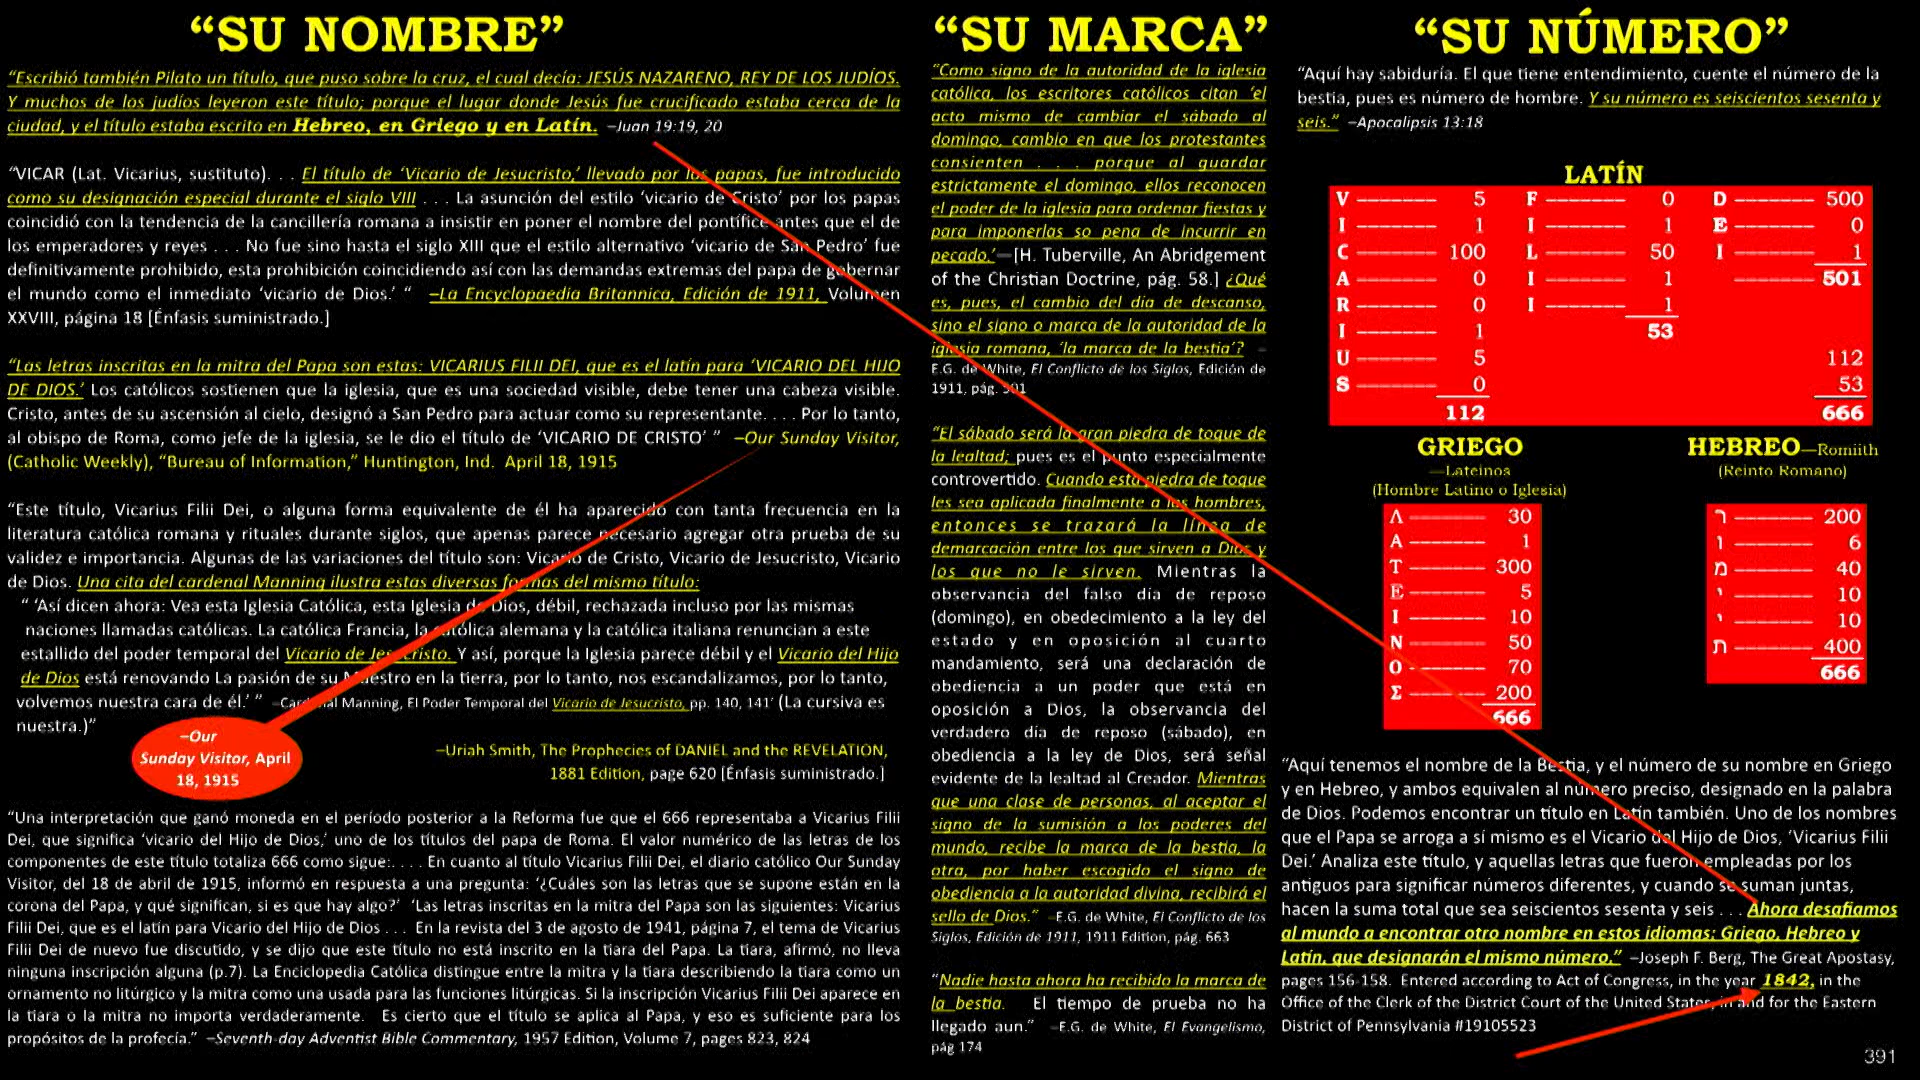 “SU NOMBRE”
“Escribió también Pilato un título, que puso sobre la cruz, el cual decía: JESÚS NAZARENO, REY DE LOS JUDÍOS.
Y muchos de los judíos leyeron este título; porque el lugar donde Jesús fue crucificado estaba cerca de la
ciudad, y el título estaba escrito en Hebreo, en Griego y en Latín. –Juan 19:19, 20
“VICAR (Lat. Vicarius, sustituto). . . El título de ‘Vicario de Jesucristo,’ llevado por los papas, fue introducido
como su designación especial durante el siglo VIII . . . La asunción del estilo ‘vicario de Cristo’ por los papas
coincidió con la tendencia de la cancillería romana a insistir en poner el nombre del pontífice antes que el de
los emperadores y reyes . . . No fue sino hasta el siglo XIII que el estilo alternativo ‘vicario de San Pedro’ fue
definitivamente prohibido, esta prohibición coincidiendo así con las demandas extremas del papa de gobernar
el mundo como el inmediato ‘vicario de Dios.’ “ –La Encyclopaedia Britannica, Edición de 1911, Volumen
XXVIII, página 18 [Énfasis suministrado.]
“Las letras inscritas en la mitra del Papa son estas: VICARIUS FILII DEI, que es el latín para ‘VICARIO DEL HIJO
DE DIOS.’ Los católicos sostienen que la iglesia, que es una sociedad visible, debe tener una cabeza visible.
Cristo, antes de su ascensión al cielo, designó a San Pedro para actuar como su representante. . . . Por lo tanto,
al obispo de Roma, como jefe de la iglesia, se le dio el título de ‘VICARIO DE CRISTO’ ” –Our Sunday Visitor,
(Catholic Weekly), “Bureau of Information,” Huntington, Ind. April 18, 1915
“Este título, Vicarius Filii Dei, o alguna forma equivalente de él ha aparecido con tanta frecuencia en la
literatura católica romana y rituales durante siglos, que apenas parece necesario agregar otra prueba de su
validez e importancia. Algunas de las variaciones del título son: Vicario de Cristo, Vicario de Jesucristo, Vicario
de Dios. Una cita del cardenal Manning ilustra estas diversas formas del mismo título:
“ ‘Así dicen ahora: Vea esta Iglesia Católica, esta Iglesia de Dios, débil, rechazada incluso por las mismas
naciones llamadas católicas. La católica Francia, la católica alemana y la católica italiana renuncian a este
estallido del poder temporal del Vicario de Jesucristo. Y así, porque la Iglesia parece débil y el Vicario del Hijo
de Dios está renovando La pasión de su Maestro en la tierra, por lo tanto, nos escandalizamos, por lo tanto,
volvemos nuestra cara de él.’ ” –Cardenal Manning, El Poder Temporal del Vicario de Jesucristo, pp. 140, 141’ (La cursiva es
nuestra.)”
–Our
Sunday Visitor, April
18, 1915
–Uriah Smith, The Prophecies of DANIEL and the REVELATION,
1881 Edition, page 620 [Énfasis suministrado.]
“Una interpretación que ganó moneda en el período posterior a la Reforma fue que el 666 representaba a Vicarius Filii
Dei, que significa ‘vicario del Hijo de Dios,’ uno de los títulos del papa de Roma. El valor numérico de las letras de los
componentes de este título totaliza 666 como sigue:. . . . En cuanto al título Vicarius Filii Dei, el diario católico Our Sunday
Visitor, del 18 de abril de 1915, informó en respuesta a una pregunta: ‘¿Cuáles son las letras que se supone están en la
corona del Papa, y qué significan, si es que hay algo?’ ‘Las letras inscritas en la mitra del Papa son las siguientes: Vicarius
Filii Dei, que es el latín para Vicario del Hijo de Dios . . . En la revista del 3 de agosto de 1941, página 7, el tema de Vicarius
Filii Dei de nuevo fue discutido, y se dijo que este título no está inscrito en la tiara del Papa. La tiara, afirmó, no lleva
ninguna inscripción alguna (p.7). La Enciclopedia Católica distingue entre la mitra y la tiara describiendo la tiara como un
ornamento no litúrgico y la mitra como una usada para las funciones litúrgicas. Si la inscripción Vicarius Filii Dei aparece en
la tiara o la mitra no importa verdaderamente. Es cierto que el título se aplica al Papa, y eso es suficiente para los
propósitos de la profecía.” –Seventh-day Adventist Bible Commentary, 1957 Edition, Volume 7, pages 823, 824
“SU MARCA”
“Como signo de la autoridad de la iglesia
católica, los escritores católicos citan ‘el
acto mismo de cambiar el sábado al
domingo, cambio en que los protestantes
consienten . . . porque al guardar
estrictamente el domingo, ellos reconocen
el poder de la iglesia para ordenar fiestas y
para imponerlas so pena de incurrir en
pecado.’—[H. Tuberville, An Abridgement
of the Christian Doctrine, pág. 58.] ¿Qué
es, pues, el cambio del día de descanso,
sino el signo o marca de la autoridad de la
iglesia romana, ‘la marca de la bestia’? –
E.G. de White, El Conflicto de los Siglos, Edición de
1911, pág. 501
“El sábado será la gran piedra de toque de
la lealtad; pues es el punto especialmente
controvertido. Cuando esta piedra de toque
les sea aplicada finalmente a los hombres,
entonces se trazará la línea de
demarcación entre los que sirven a Dios y
los que no le sirven. Mientras la
observancia del falso día de reposo
(domingo), en obedecimiento a la ley del
estado y en oposición al cuarto
mandamiento, será una declaración de
obediencia a un poder que está en
oposición a Dios, la observancia del
verdadero día de reposo (sábado), en
obediencia a la ley de Dios, será señal
evidente de la lealtad al Creador. Mientras
que una clase de personas, al aceptar el
signo de la sumisión a los poderes del
mundo, recibe la marca de la bestia, la
otra, por haber escogido el signo de
obediencia a la autoridad divina, recibirá el
sello de Dios.” –E.G. de White, El Conflicto de los
Siglos, Edición de 1911, 1911 Edition, pág. 663
“Nadie hasta ahora ha recibido la marca de
la bestia. El tiempo de prueba no ha
llegado aun.” –E.G. de White, El Evangelismo,
pág 174
“SU NÚMERO”
“Aquí hay sabiduría. El que tiene entendimiento, cuente el número de la
bestia, pues es número de hombre. Y su número es seiscientos sesenta y
seis.” –Apocalipsis 13:18
LATÍN
V 5 F 0 D 500
I 1 I 1 E 0
C 100 L 50 I 1
A 0 I 1 501
R 0 I 1
I 1 53
U 5 112
S 0 53
112 666
GRIEGO
—Lateinos
(Hombre Latino o Iglesia)
Λ 30
Α 1
Τ 300
Ε 5
Ι 10
Ν 50
Ο 70
Σ 200
666
HEBREO—Romiith
(Reinto Romano)
ר 200
ו 6
מ 40
י 10
י 10
ת 400
666
“Aquí tenemos el nombre de la Bestia, y el número de su nombre en Griego
y en Hebreo, y ambos equivalen al número preciso, designado en la palabra
de Dios. Podemos encontrar un título en Latín también. Uno de los nombres
que el Papa se arroga a sí mismo es el Vicario del Hijo de Dios, ‘Vicarius Filii
Dei.’ Analiza este título, y aquellas letras que fueron empleadas por los
antiguos para significar números diferentes, y cuando se suman juntas,
hacen la suma total que sea seiscientos sesenta y seis . . . Ahora desafiamos
al mundo a encontrar otro nombre en estos idiomas: Griego, Hebreo y
Latín, que designarán el mismo número.” –Joseph F. Berg, The Great Apostasy,
pages 156-158. Entered according to Act of Congress, in the year 1842, in the
Office of the Clerk of the District Court of the United States, in and for the Eastern
District of Pennsylvania #19105523
391